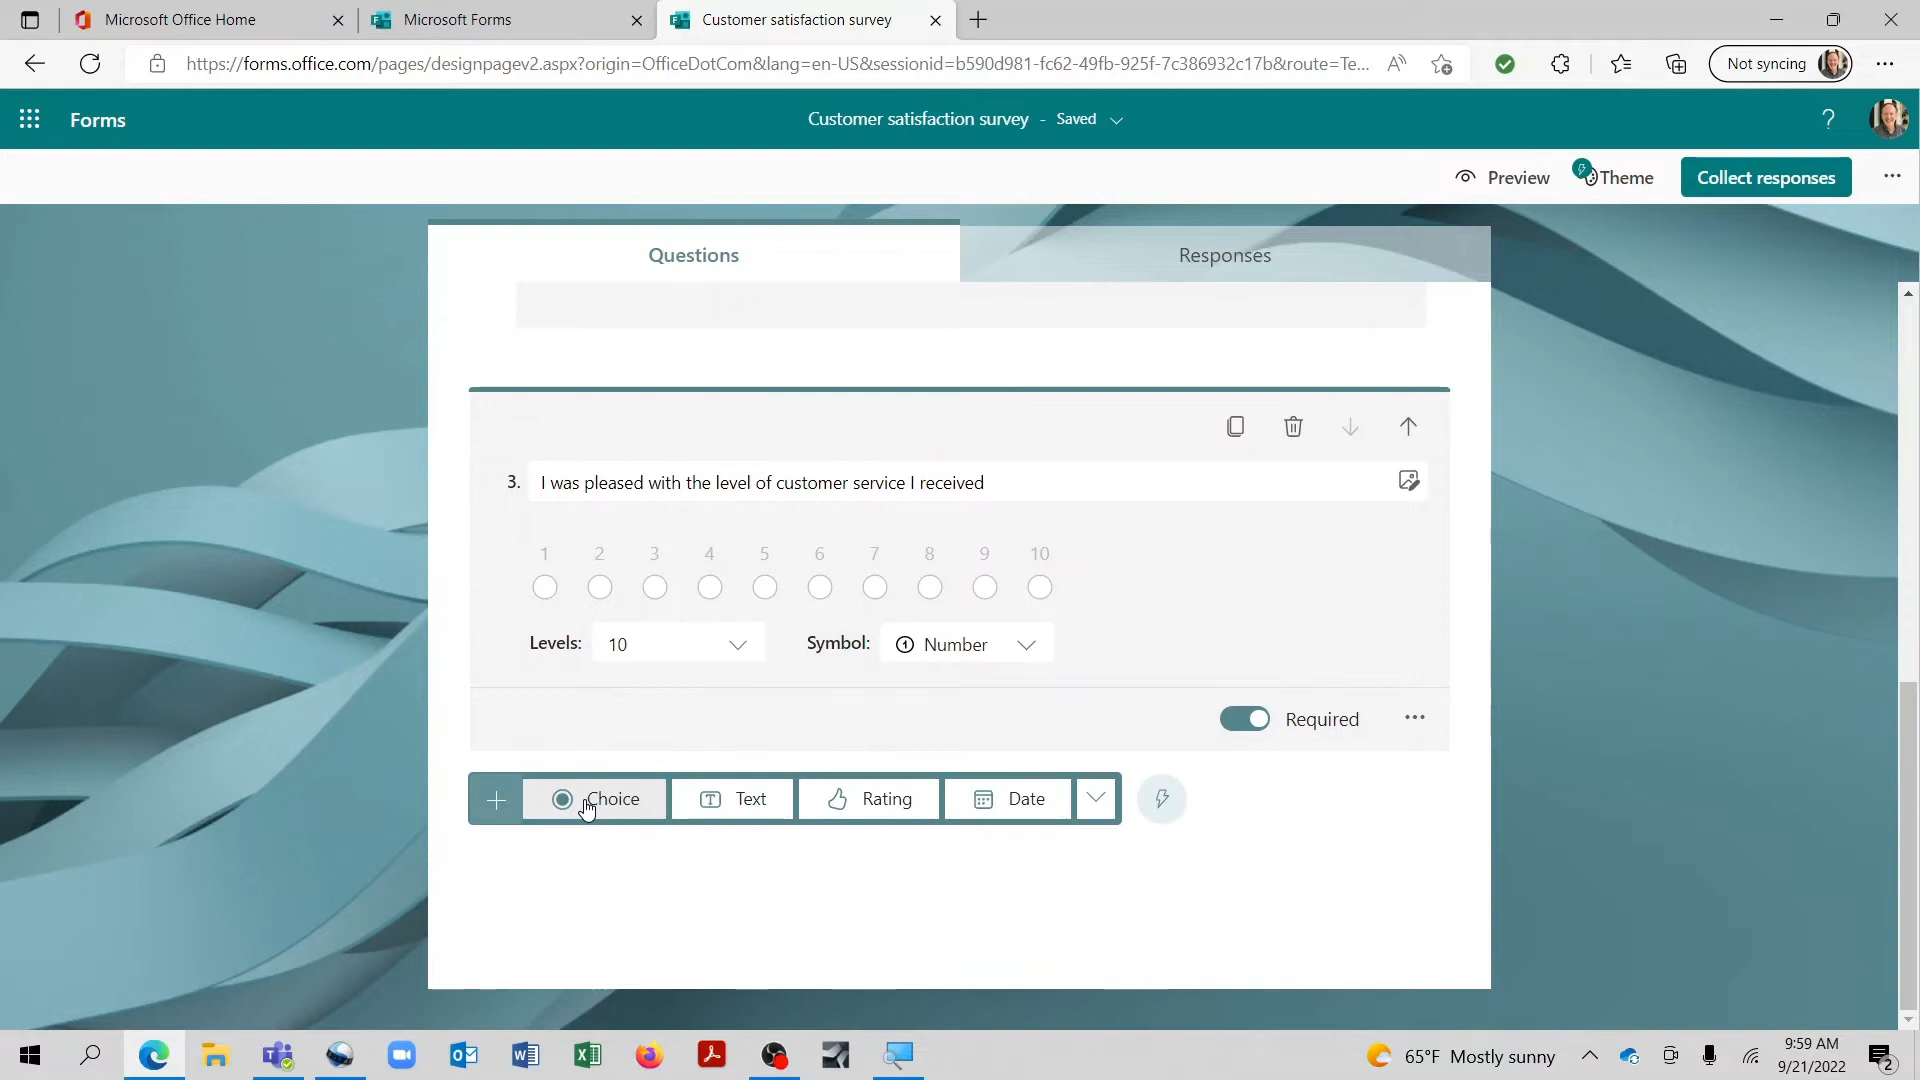 Microsoft Office Home
Microsoft Forms
Customer satisfaction survey
https://forms.office.com/pages/designpagev2.aspx?origin=OfficeDotCom&lang=en-US&sessionid=b590d981-fc62-49fb-925f-7c386932c17b&route=Te...
Not syncing
Forms
Customer satisfaction survey - Saved
?
Preview
Theme
Collect responses
Questions
Responses
3. I was pleased with the level of customer service I received
1 2 3 4 5 6 7 8 9 10
Levels: 10
Symbol: Number
Required
Choice
Text
Rating
Date
65°F Mostly sunny
9:59 AM
9/21/2022
2